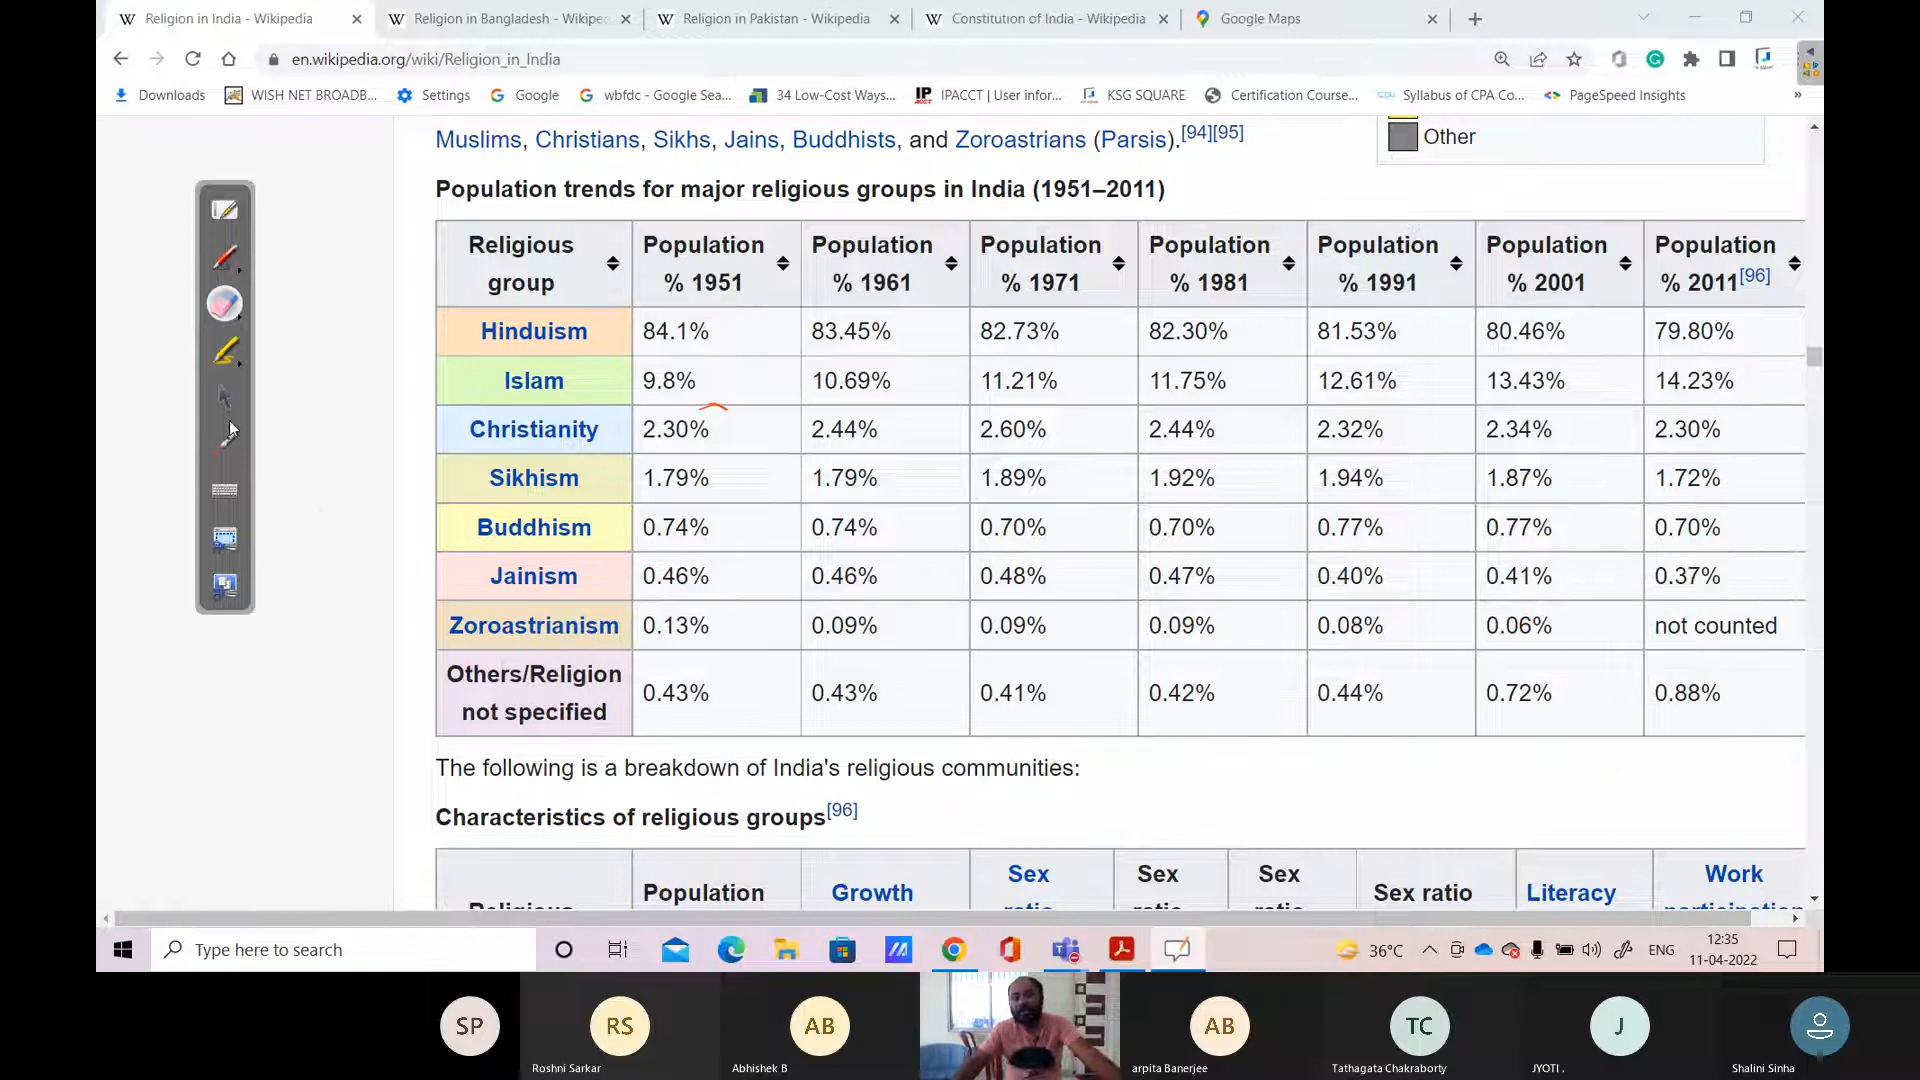 Religion in India - Wikipedia
Religion in Bangladesh - Wikipe
Religion in Pakistan - Wikipedia
Constitution of India - Wikipedia
Google Maps
en.wikipedia.org/wiki/Religion_in_India
Downloads WISH NET BROADB... Settings Google wbfdc - Google Sea... 34 Low-Cost Ways... IPACCT | User infor... KSG SQUARE Certification Course... Syllabus of CPA Co... PageSpeed Insights »
Muslims, Christians, Sikhs, Jains, Buddhists, and Zoroastrians (Parsis).[94][95]
Other
Population trends for major religious groups in India (1951–2011)
Religious group Population % 1951 Population % 1961 Population % 1971 Population % 1981 Population % 1991 Population % 2001 Population % 2011[96]
Hinduism 84.1% 83.45% 82.73% 82.30% 81.53% 80.46% 79.80%
Islam 9.8% 10.69% 11.21% 11.75% 12.61% 13.43% 14.23%
Christianity 2.30% 2.44% 2.60% 2.44% 2.32% 2.34% 2.30%
Sikhism 1.79% 1.79% 1.89% 1.92% 1.94% 1.87% 1.72%
Buddhism 0.74% 0.74% 0.70% 0.70% 0.77% 0.77% 0.70%
Jainism 0.46% 0.46% 0.48% 0.47% 0.40% 0.41% 0.37%
Zoroastrianism 0.13% 0.09% 0.09% 0.09% 0.08% 0.06% not counted
Others/Religion not specified 0.43% 0.43% 0.41% 0.42% 0.44% 0.72% 0.88%
The following is a breakdown of India's religious communities:
Characteristics of religious groups[96]
Sex Sex Sex Work
Population Growth Sex ratio Literacy
Religious ratio ratio ratio participation
Type here to search
36°C ENG 12:35
11-04-2022
SP RS AB AB TC J
Roshni Sarkar Abhishek B arpita Banerjee Tathagata Chakraborty JYOTI . Shalini Sinha